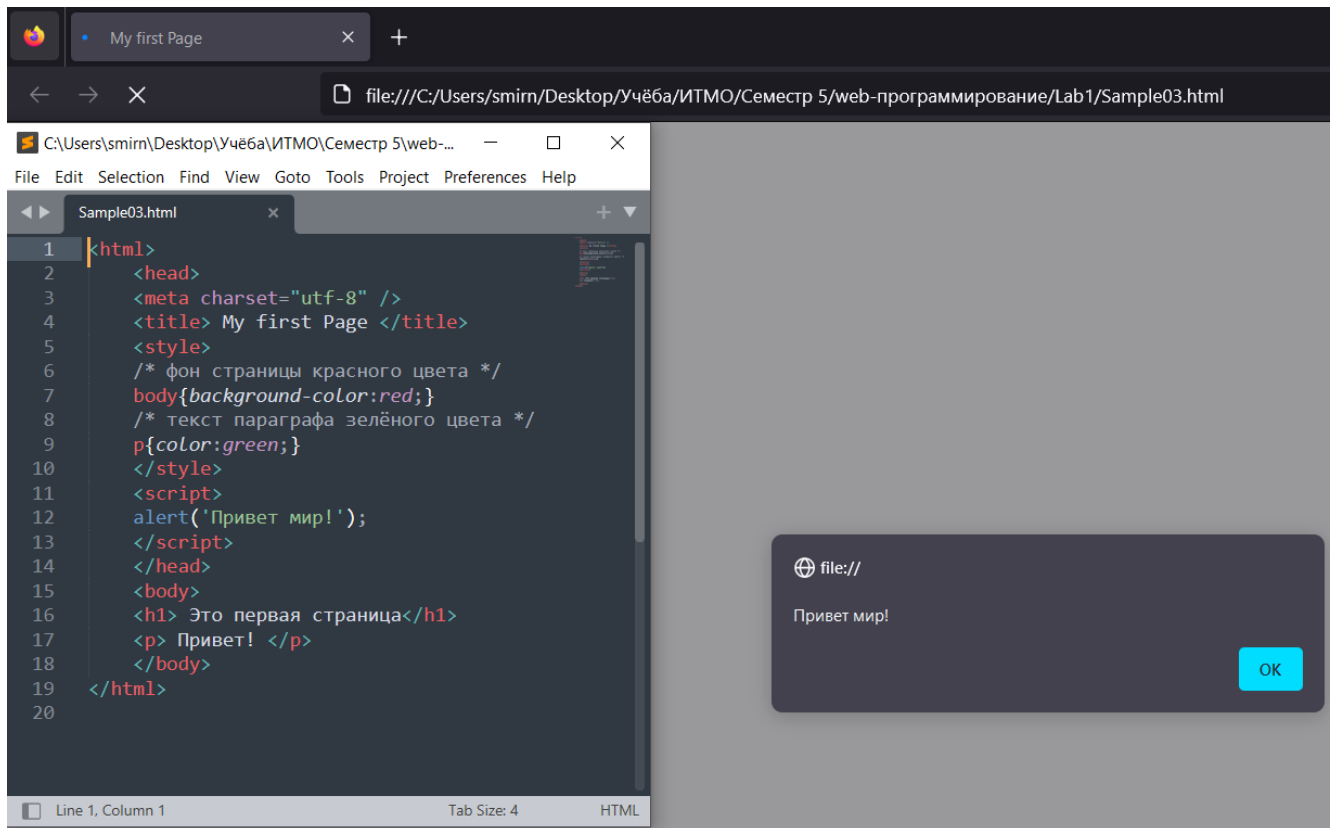 My first Page
file:///C:/Users/smirn/Desktop/Учёба/ИТМО/Семестр 5/web-программирование/Lab1/Sample03.html
C:\Users\smirn\Desktop\Учёба\ИТМО\Семестр 5\web-...
File Edit Selection Find View Goto Tools Project Preferences Help
Sample03.html
1 <html>
2 <head>
3 <meta charset="utf-8" />
4 <title> My first Page </title>
5 <style>
6 /* фон страницы красного цвета */
7 body{background-color:red;}
8 /* текст параграфа зелёного цвета */
9 p{color:green;}
10 </style>
11 <script>
12 alert('Привет мир!');
13 </script>
14 </head>
15 <body>
16 <h1> Это первая страница</h1>
17 <p> Привет! </p>
18 </body>
19 </html>
20
Line 1, Column 1 Tab Size: 4 HTML
file://
Привет мир!
OK